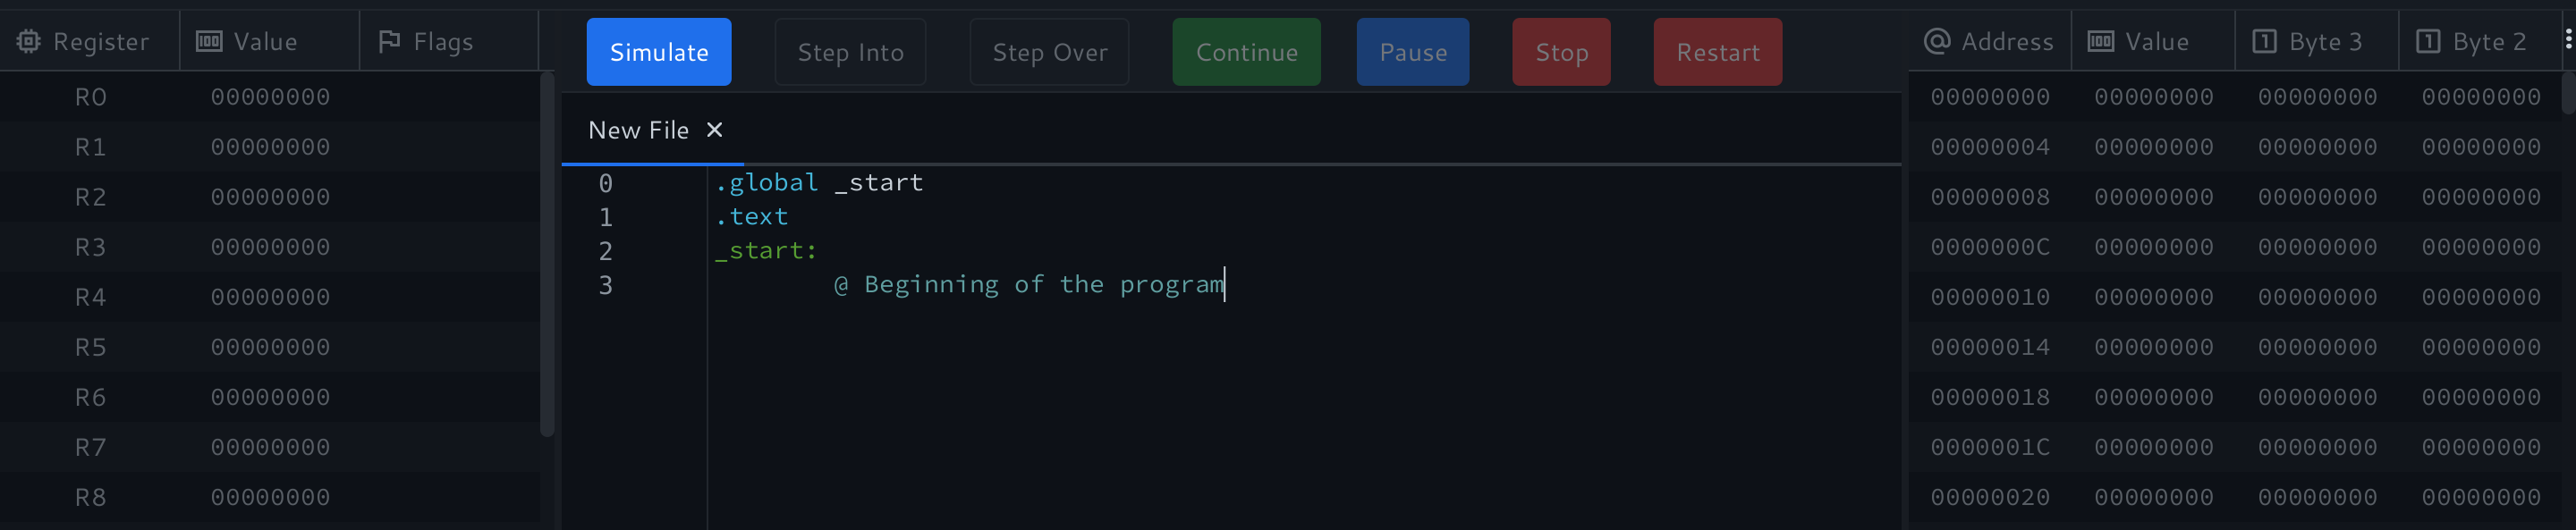 Register Value Flags
R0 00000000
R1 00000000
R2 00000000
R3 00000000
R4 00000000
R5 00000000
R6 00000000
R7 00000000
R8 00000000
Simulate Step Into Step Over Continue Pause Stop Restart
New File ×
0 .global _start
1 .text
2 _start:
3 @ Beginning of the program
Address Value Byte 3 Byte 2
00000000 00000000 00000000 00000000
00000004 00000000 00000000 00000000
00000008 00000000 00000000 00000000
0000000C 00000000 00000000 00000000
00000010 00000000 00000000 00000000
00000014 00000000 00000000 00000000
00000018 00000000 00000000 00000000
0000001C 00000000 00000000 00000000
00000020 00000000 00000000 00000000